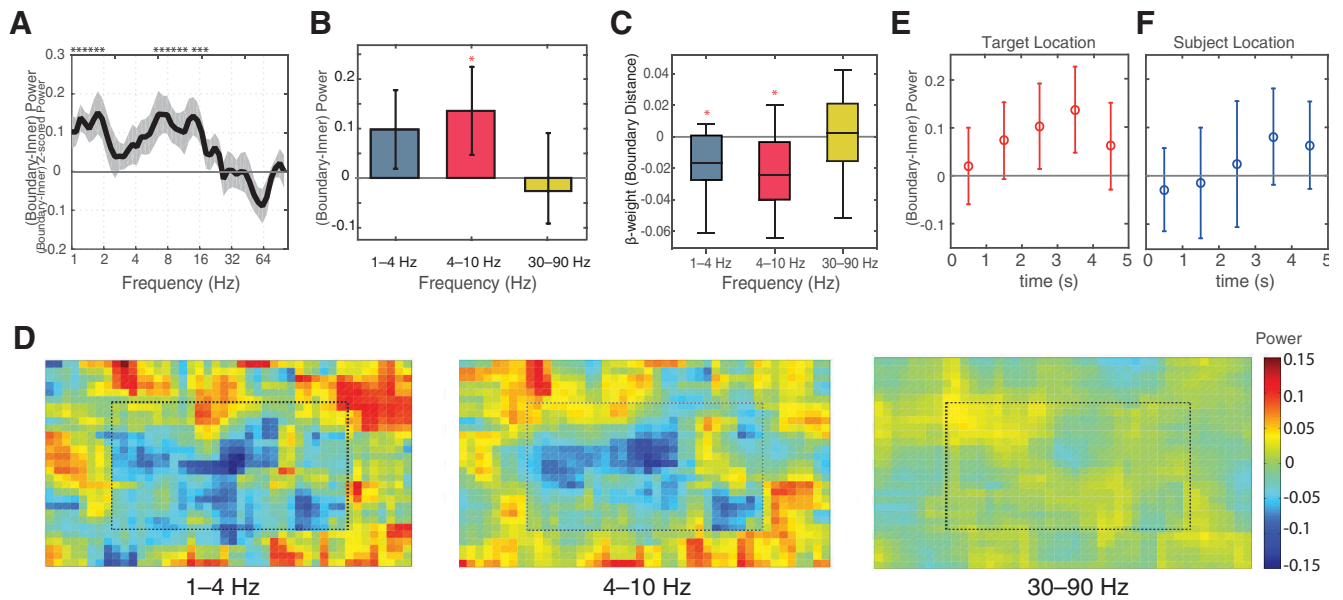 A
B
C
E
F
******
****** ***
(Boundary-Inner) Power
(Boundary-Inner) Z-scored Power
0.3
0.2
0.1
0
-0.1
0.2
1 2 4 8 16 32 64
Frequency (Hz)
(Boundary-Inner) Power
0.2
0.1
0
-0.1
*
1–4 Hz 4–10 Hz 30–90 Hz
Frequency (Hz)
β-weight (Boundary Distance)
0.04
0.02
0
-0.02
-0.04
-0.06
* *
1–4 Hz 4–10 Hz 30–90 Hz
Frequency (Hz)
Target Location
(Boundary-Inner) Power
0.2
0.1
0
-0.1
0 1 2 3 4 5
time (s)
Subject Location
0 1 2 3 4 5
time (s)
D
1–4 Hz
4–10 Hz
30–90 Hz
Power
0.15
0.10
0.05
0
-0.05
-0.1
-0.15